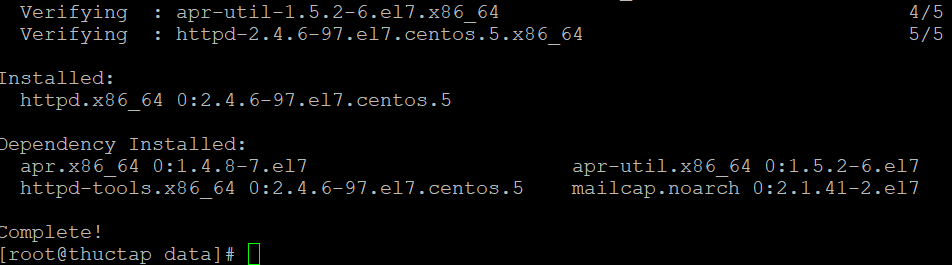 Verifying  : apr-util-1.5.2-6.el7.x86_64                                   4/5
Verifying  : httpd-2.4.6-97.el7.centos.5.x86_64                            5/5
Installed:
httpd.x86_64 0:2.4.6-97.el7.centos.5
Dependency Installed:
apr.x86_64 0:1.4.8-7.el7                      apr-util.x86_64 0:1.5.2-6.el7
httpd-tools.x86_64 0:2.4.6-97.el7.centos.5    mailcap.noarch 0:2.1.41-2.el7
Complete!
[root@thuctap data]#